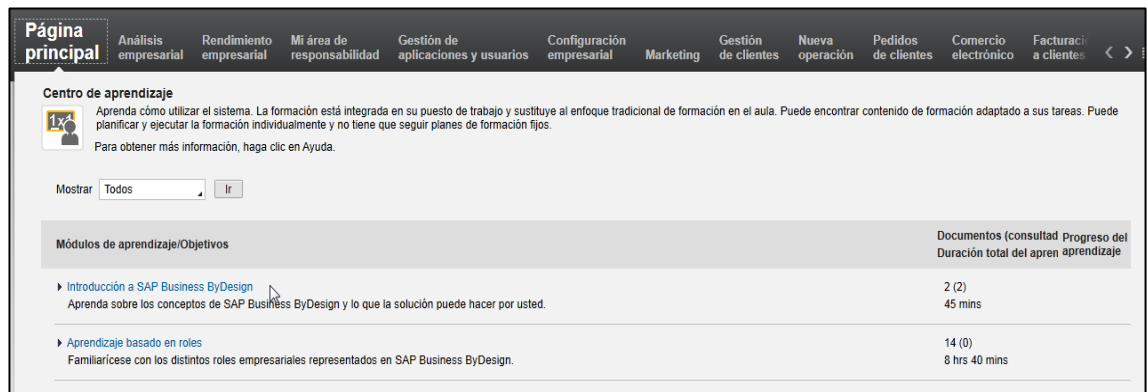 Página principal
Análisis empresarial
Rendimiento empresarial
Mi área de responsabilidad
Gestión de aplicaciones y usuarios
Configuración empresarial
Marketing
Gestión de clientes
Nueva operación
Pedidos de clientes
Comercio electrónico
Facturaci a clientes
Centro de aprendizaje
1x1
Aprenda cómo utilizar el sistema. La formación está integrada en su puesto de trabajo y sustituye al enfoque tradicional de formación en el aula. Puede encontrar contenido de formación adaptado a sus tareas. Puede
planificar y ejecutar la formación individualmente y no tiene que seguir planes de formación fijos.
Para obtener más información, haga clic en Ayuda.
Mostrar Todos Ir
Módulos de aprendizaje/Objetivos
Documentos (consultad
Duración total del apren
Progreso del
aprendizaje
Introducción a SAP Business ByDesign
2 (2)
Aprenda sobre los conceptos de SAP Business ByDesign y lo que la solución puede hacer por usted.
45 mins
Aprendizaje basado en roles
14 (0)
Familiarícese con los distintos roles empresariales representados en SAP Business ByDesign.
8 hrs 40 mins